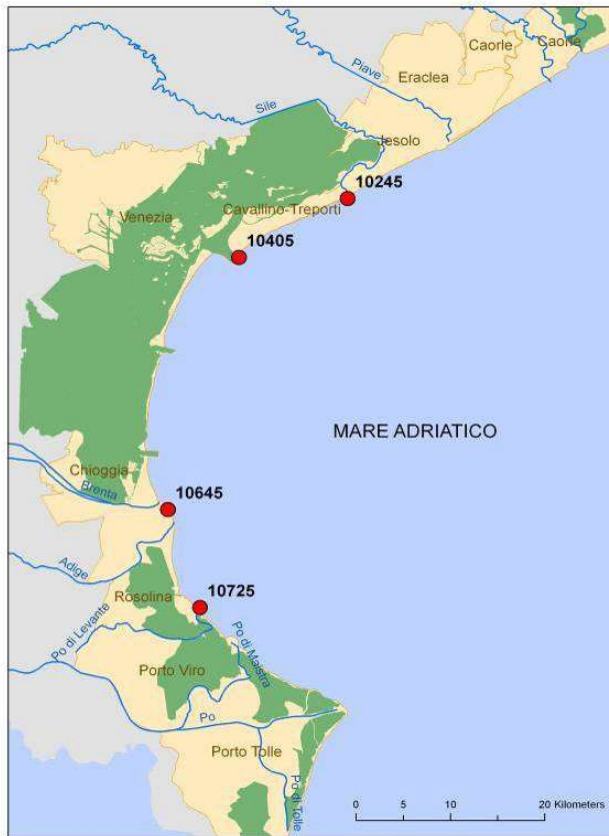 Caorle
Caorle
Piave
Eraclea
Sile
Jesolo
10245
Venezia
Cavallino-Treporti
10405
MARE ADRIATICO
Chioggia
Brenta
10645
Adige
Rosolina
10725
Po di Levante
Po di Maistra
Porto Viro
Po
Porto Tolle
Po di Tolle
0 5 10 20 Kilometers